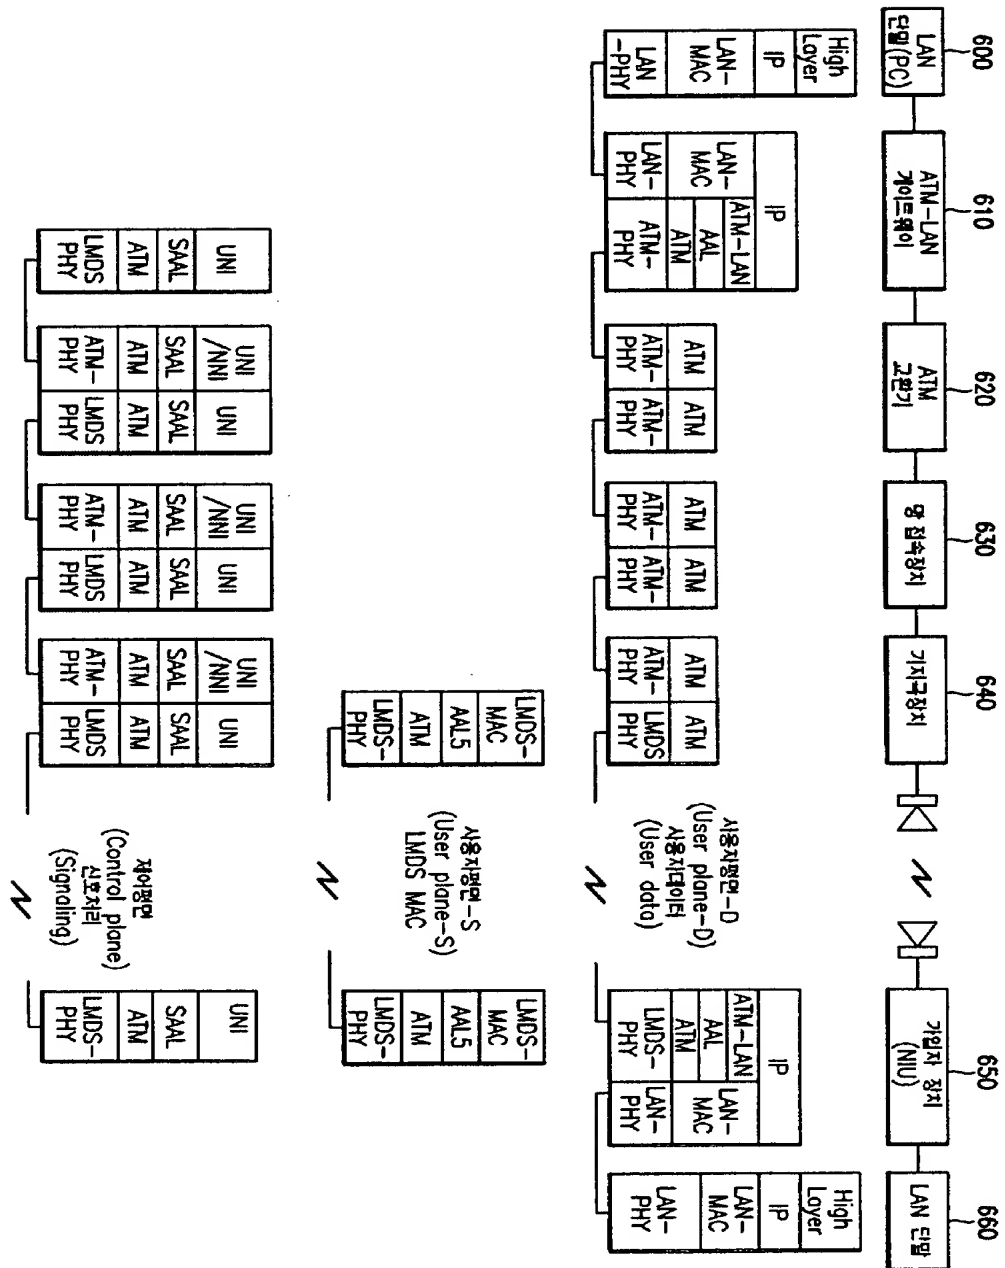 600
610
620
630
640
650
660
LAN
단말(PC)
ATM-LAN
게이트웨이
ATM
교환기
망 접속장치
기지국장치
가입자 장치
(NIU)
LAN 단말
High
Layer
IP
LAN-
MAC
LAN
-PHY
IP
LAN-
MAC
LAN-
PHY
ATM-LAN
AAL
ATM
ATM-
PHY
ATM
ATM-
PHY
ATM
ATM-
PHY
ATM
ATM-
PHY
ATM
ATM-
PHY
ATM
ATM-
PHY
ATM
LMDS
PHY
사용자평면-D
(User plane-D)
사용자데이터
(User data)
IP
ATM-LAN
AAL
ATM
LMDS-
PHY
LAN-
MAC
LAN-
PHY
High
Layer
IP
LAN-
MAC
LAN-
PHY
LMDS-
MAC
AAL5
ATM
LMDS-
PHY
사용자평면-S
(User plane-S)
LMDS MAC
LMDS-
MAC
AAL5
ATM
LMDS-
PHY
UNI
SAAL
ATM
LMDS
PHY
UNI
/NNI
SAAL
ATM
ATM-
PHY
UNI
SAAL
ATM
LMDS
PHY
UNI
/NNI
SAAL
ATM
ATM-
PHY
UNI
SAAL
ATM
LMDS
PHY
UNI
/NNI
SAAL
ATM
ATM-
PHY
UNI
SAAL
ATM
LMDS
PHY
제어평면
(Control plane)
신호처리
(Signaling)
UNI
SAAL
ATM
LMDS-
PHY